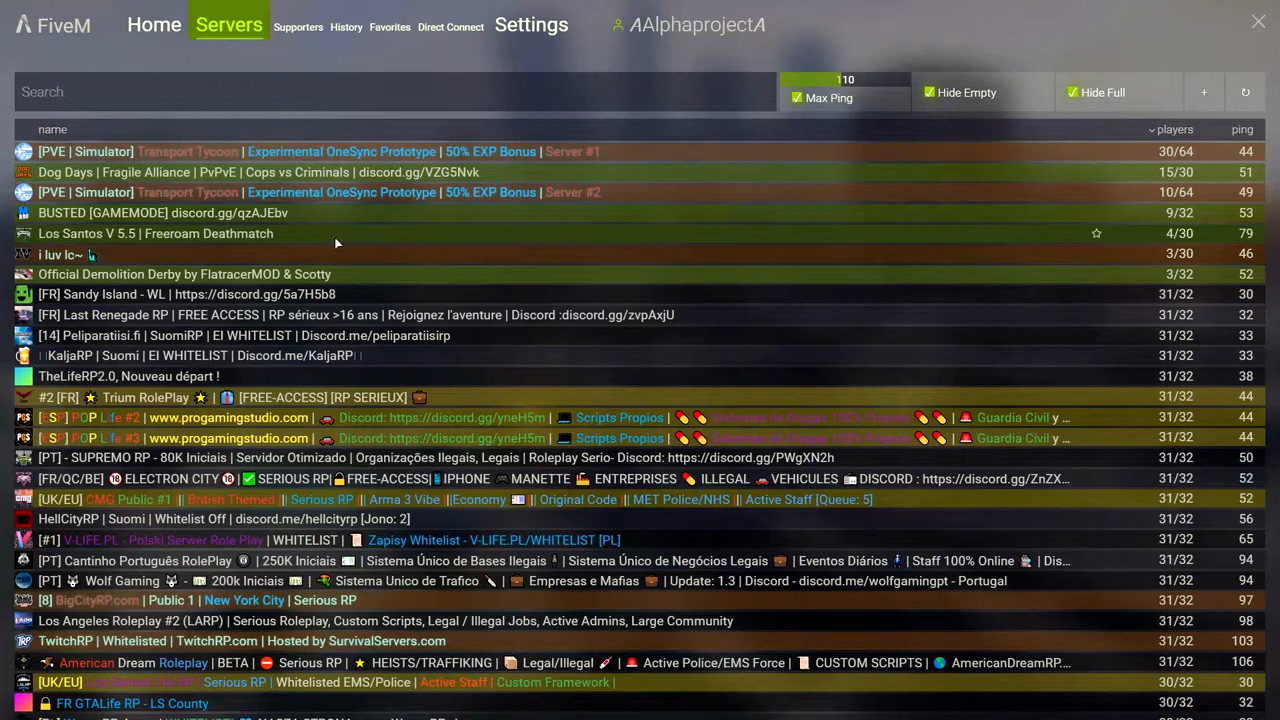 FiveM Home Servers Supporters History Favorites Direct Connect Settings AAlphaprojectA
Search 110 Max Ping Hide Empty Hide Full + ↻
name players ping
[PVE | Simulator] Transport Tycoon | Experimental OneSync Prototype | 50% EXP Bonus | Server #1 30/64 44
Dog Days | Fragile Alliance | PvPvE | Cops vs Criminals | discord.gg/VZG5Nvk 15/30 51
[PVE | Simulator] Transport Tycoon | Experimental OneSync Prototype | 50% EXP Bonus | Server #2 10/64 49
BUSTED [GAMEMODE] discord.gg/qzAJEbv 9/32 53
Los Santos V 5.5 | Freeroam Deathmatch 4/30 79
i luv lc~ 3/30 46
Official Demolition Derby by FlatracerMOD & Scotty 3/32 52
[FR] Sandy Island - WL | https://discord.gg/5a7H5b8 31/32 30
[FR] Last Renegade RP | FREE ACCESS | RP sérieux >16 ans | Rejoignez l'aventure | Discord :discord.gg/zvpAxjU 31/32 32
[14] Peliparatiisi.fi | SuomiRP | EI WHITELIST | Discord.me/peliparatiisirp 31/32 33
KaljaRP | Suomi | EI WHITELIST | Discord.me/KaljaRP 31/32 33
TheLifeRP2.0, Nouveau départ ! 31/32 38
#2 [FR] ⭐ Trium RolePlay ⭐ | [FREE-ACCESS] [RP SERIEUX] 💼 31/32 44
[ESP] POP Life #2 | www.progamingstudio.com | 🚗 Discord: https://discord.gg/yneH5m | 💻 Scripts Propios | 💊 💊 Sistemas de Drogas 100% Propios 💊 💊 | 🚨 Guardia Civil y ... 31/32 44
[ESP] POP Life #3 | www.progamingstudio.com | 🚗 Discord: https://discord.gg/yneH5m | 💻 Scripts Propios | 💊 💊 Sistemas de Drogas 100% Propios 💊 💊 | 🚨 Guardia Civil y ... 31/32 44
[PT] - SUPREMO RP - 80K Iniciais | Servidor Otimizado | Organizações Ilegais, Legais | Roleplay Serio- Discord: https://discord.gg/PWgXN2h 31/32 50
[FR/QC/BE] 🔞 ELECTRON CITY 🔞|✅ SERIOUS RP|🔒FREE-ACCESS|📱IPHONE 🎮 MANETTE 🏭 ENTREPRISES 💊 ILLEGAL 🚗 VEHICULES 📻 DISCORD : https://discord.gg/ZnZX... 31/32 52
[UK/EU] CMG Public #1 || British Themed || Serious RP || Arma 3 Vibe ||Economy 💷 || Original Code || MET Police/NHS || Active Staff [Queue: 5] 31/32 52
HellCityRP | Suomi | Whitelist Off | discord.me/hellcityrp [Jono: 2] 31/32 56
[#1] V-LIFE.PL - Polski Serwer Role Play | WHITELIST | 📜 Zapisy Whitelist - V-LIFE.PL/WHITELIST [PL] 31/32 65
[PT] Cantinho Português RolePlay | 250K Iniciais 💵 | Sistema Único de Bases Ilegais | Sistema Único de Negócios Legais 💼 | Eventos Diários | Staff 100% Online | Dis... 31/32 94
[PT] 🐺 Wolf Gaming 🐺 - 💵 200k Iniciais 💵 | 🔫 Sistema Unico de Trafico 🔪 | 💼 Empresas e Mafias 💼 | Update: 1.3 | Discord - discord.me/wolfgamingpt - Portugal 31/32 94
[8] BigCityRP.com | Public 1 | New York City | Serious RP 31/32 97
Los Angeles Roleplay #2 (LARP) | Serious Roleplay, Custom Scripts, Legal / Illegal Jobs, Active Admins, Large Community 31/32 98
TwitchRP | Whitelisted | TwitchRP.com | Hosted by SurvivalServers.com 31/32 103
American Dream Roleplay | BETA | ⛔ Serious RP | ⭐ HEISTS/TRAFFIKING | Legal/Illegal | 🚨 Active Police/EMS Force | 📜 CUSTOM SCRIPTS | 🌎 AmericanDreamRP.... 31/32 106
[UK/EU] Los Santos Life RP | Serious RP | Whitelisted EMS/Police | Active Staff | Custom Framework | 30/32 30
🔒 FR GTALife RP - LS County 30/32 32